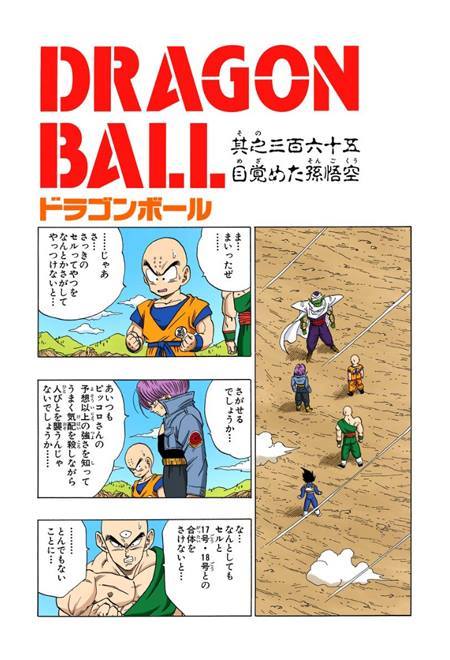 DRAGON
BALL
ドラゴンボール
其之三百六十五
目覚めた孫悟空
ま……
まいったぜ
……じゃあ
さ…
さっきの
セルってやつを
なんとかさがして
やっつけないと…
さがせる
でしょうか…
あいつも
ピッコロさんの
予想以上の強さを知って
うまく気配を殺しながら
人びとを襲うんじゃ
ないでしょうか……
な…
なんとしても
セルと
17号・18号との
合体を
さけないと…
……
とんでもない
ことに…